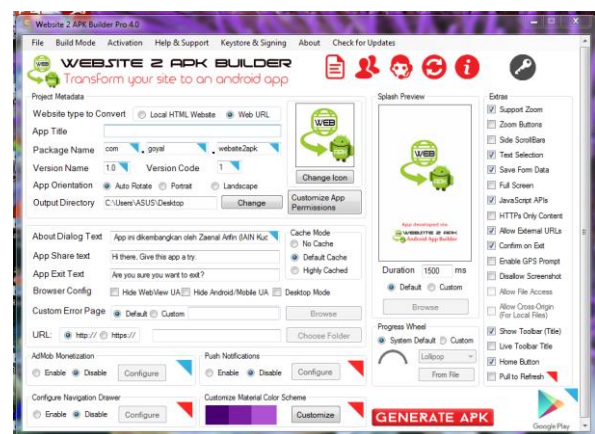 Website 2 APK Builder Pro 4.0
File Build Mode Activation Help & Support Keystore & Signing About Check for Updates
WEBSITE 2 APK BUILDER
Transform your site to an android app
Project Metadata
Website type to Convert Local HTML Website Web URL
App Title
Package Name com . goyal . website2apk
Version Name 1.0 Version Code 1
App Orientation Auto Rotate Portrait Landscape
Output Directory C:\Users\ASUS\Desktop Change
WEB
Change Icon
Customize App
Permissions
About Dialog Text App ini dikembangkan oleh Zaenal Arifin (IAIN Kuc
App Share text Hi there, Give this app a try.
App Exit Text Are you sure you want to exit?
Browser Config Hide WebView UA Hide Android/Mobile UA Desktop Mode
Custom Error Page Default Custom Browse
URL: http:// https:// Choose Folder
Cache Mode
No Cache
Default Cache
Highly Cached
AdMob Monetization
Enable Disable Configure
Push Notifications
Enable Disable Configure
Configure Navigation Drawer
Enable Disable Configure
Customize Material Color Scheme
Customize
Splash Preview
WEB
App developed via
WEBSITE 2 APK
Android App Builder
Duration 1500 ms
Default Custom
Browse
Progress Wheel
System Default Custom
Lollipop
From File
GENERATE APK
Extras
Support Zoom
Zoom Buttons
Side ScrollBars
Text Selection
Save Form Data
Full Screen
JavaScript APIs
HTTPs Only Content
Allow External URLs
Confirm on Exit
Enable GPS Prompt
Disallow Screenshot
Allow File Access
Allow Cross-Origin
(For Local Files)
Show Toolbar (Title)
Live Toolbar Title
Home Button
Pull to Refresh
Google Play